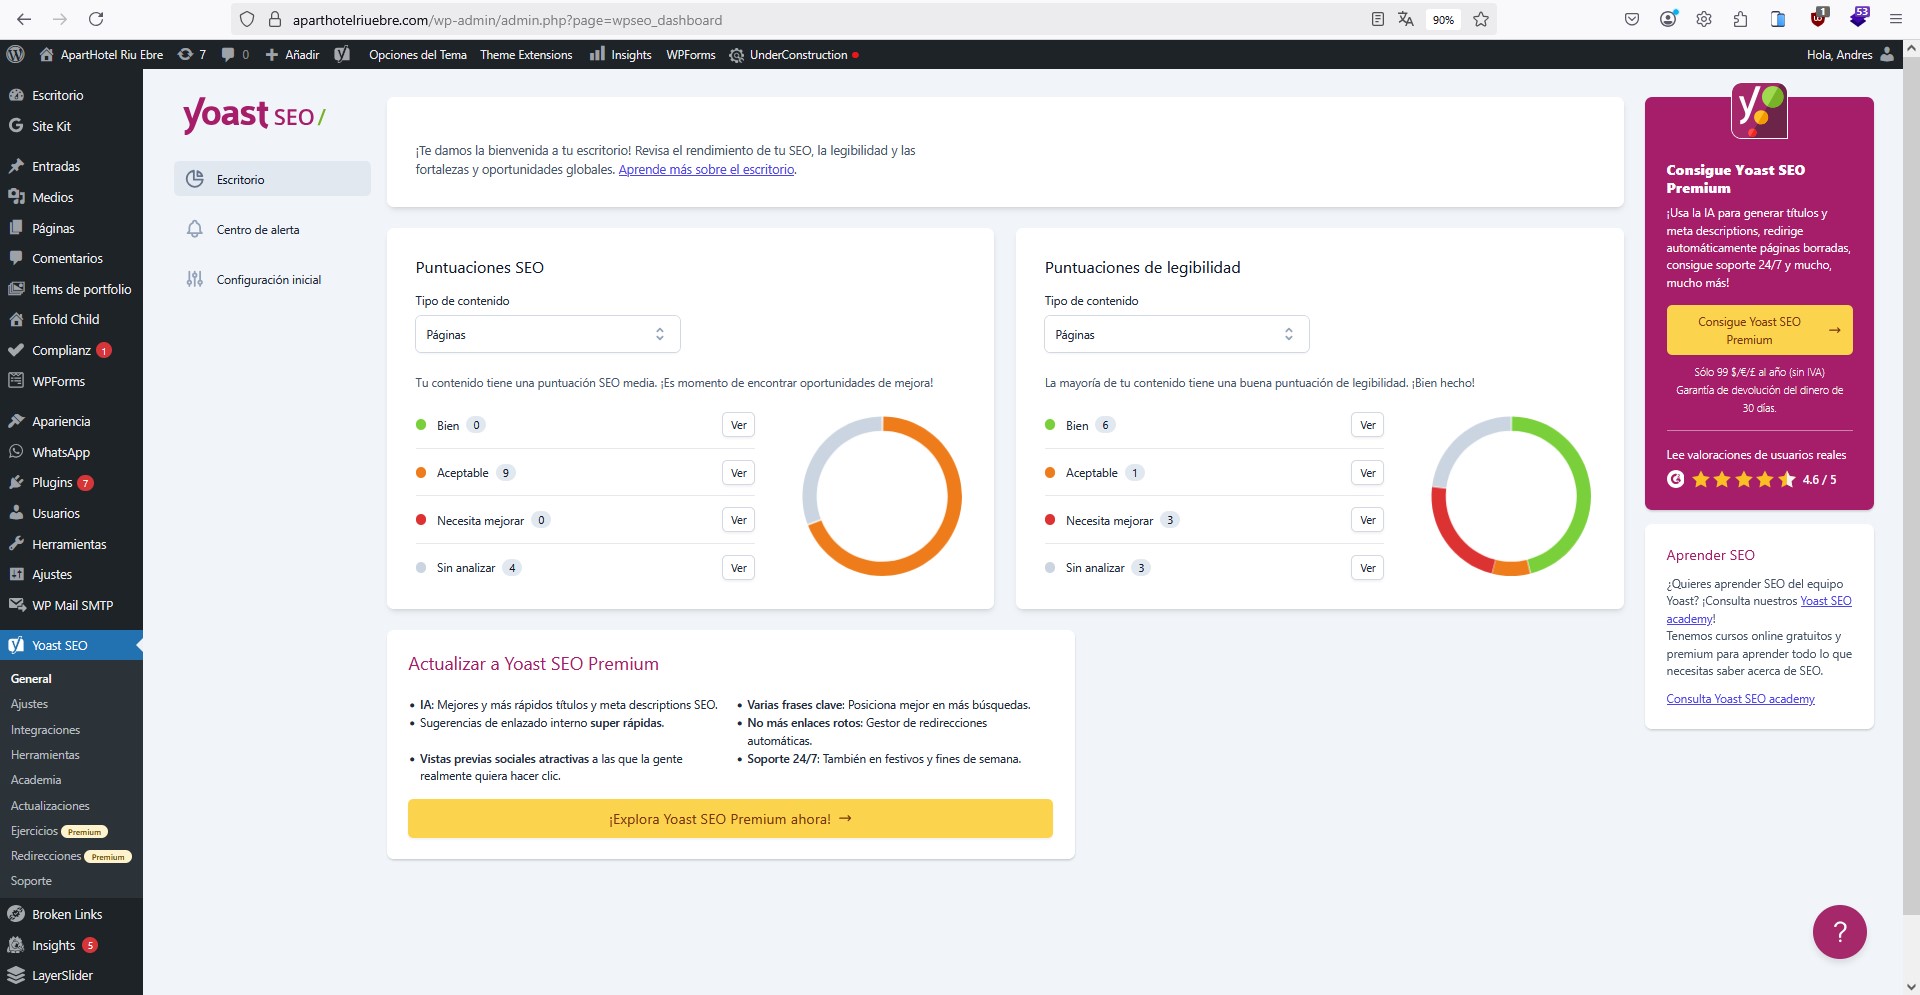 aparthotelriuebre.com/wp-admin/admin.php?page=wpseo_dashboard
90%
1
53
ApartHotel Riu Ebre
7
0
Añadir
Opciones del Tema
Theme Extensions
Insights
WPForms
UnderConstruction
Hola, Andres
Escritorio
Site Kit
Entradas
Medios
Páginas
Comentarios
Items de portfolio
Enfold Child
Complianz 1
WPForms
Apariencia
WhatsApp
Plugins 7
Usuarios
Herramientas
Ajustes
WP Mail SMTP
Yoast SEO
General
Ajustes
Integraciones
Herramientas
Academia
Actualizaciones
Ejercicios Premium
Redirecciones Premium
Soporte
Broken Links
Insights 5
LayerSlider
yoast SEO/
Escritorio
Centro de alerta
Configuración inicial
¡Te damos la bienvenida a tu escritorio! Revisa el rendimiento de tu SEO, la legibilidad y las
fortalezas y oportunidades globales. Aprende más sobre el escritorio.
Puntuaciones SEO
Tipo de contenido
Páginas
Tu contenido tiene una puntuación SEO media. ¡Es momento de encontrar oportunidades de mejora!
Bien 0 Ver
Aceptable 9 Ver
Necesita mejorar 0 Ver
Sin analizar 4 Ver
Puntuaciones de legibilidad
Tipo de contenido
Páginas
La mayoría de tu contenido tiene una buena puntuación de legibilidad. ¡Bien hecho!
Bien 6 Ver
Aceptable 1 Ver
Necesita mejorar 3 Ver
Sin analizar 3 Ver
Actualizar a Yoast SEO Premium
• IA: Mejores y más rápidos títulos y meta descriptions SEO.
• Sugerencias de enlazado interno super rápidas.
• Vistas previas sociales atractivas a las que la gente
realmente quiera hacer clic.
• Varias frases clave: Posiciona mejor en más búsquedas.
• No más enlaces rotos: Gestor de redirecciones
automáticas.
• Soporte 24/7: También en festivos y fines de semana.
¡Explora Yoast SEO Premium ahora! →
Consigue Yoast SEO
Premium
¡Usa la IA para generar títulos y
meta descriptions, redirige
automáticamente páginas borradas,
consigue soporte 24/7 y mucho,
mucho más!
Consigue Yoast SEO
Premium →
Sólo 99 $/€/£ al año (sin IVA)
Garantía de devolución del dinero de
30 días.
Lee valoraciones de usuarios reales
4.6 / 5
Aprender SEO
¿Quieres aprender SEO del equipo
Yoast? ¡Consulta nuestros Yoast SEO
academy!
Tenemos cursos online gratuitos y
premium para aprender todo lo que
necesitas saber acerca de SEO.
Consulta Yoast SEO academy
?